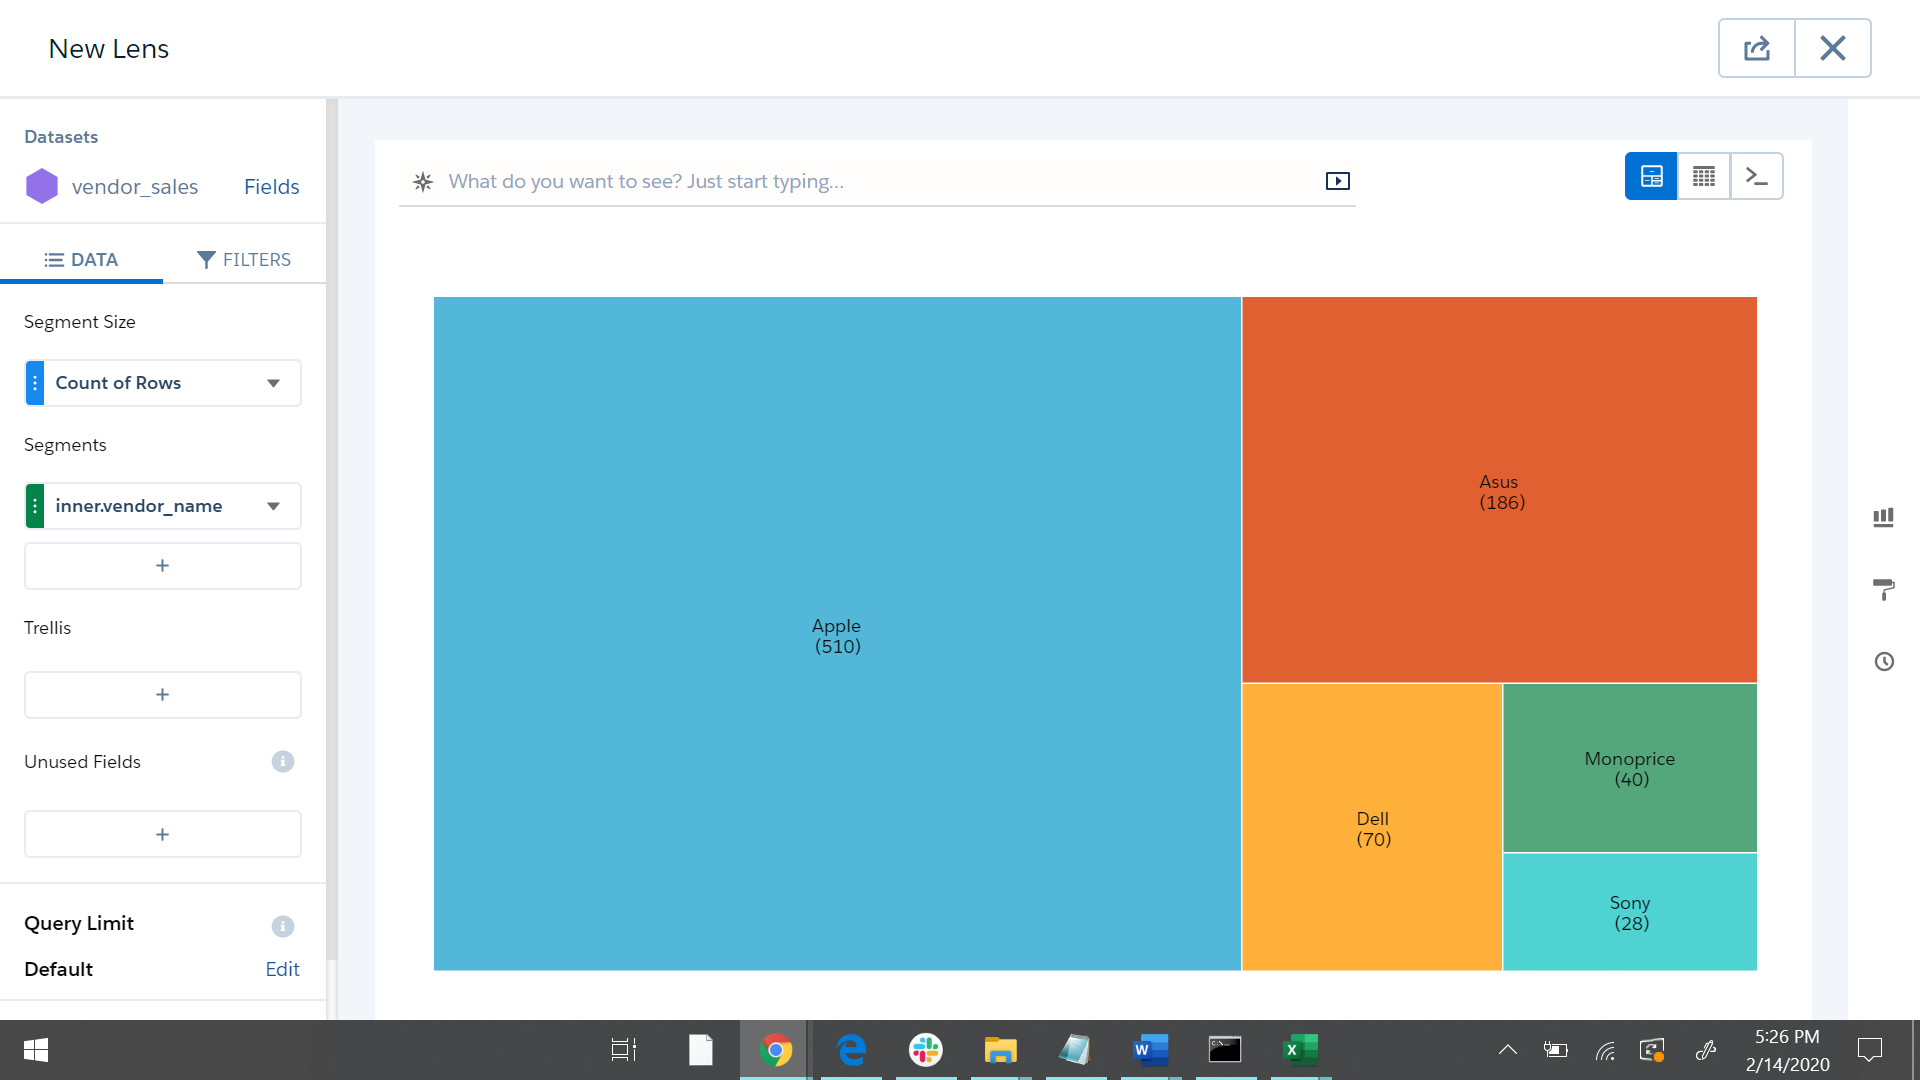 New Lens
Datasets
vendor_sales Fields
DATA FILTERS
Segment Size
Count of Rows
Segments
inner.vendor_name
+
Trellis
+
Unused Fields
+
Query Limit
Default Edit
What do you want to see? Just start typing...
Apple
(510)
Asus
(186)
Dell
(70)
Monoprice
(40)
Sony
(28)
5:26 PM
2/14/2020